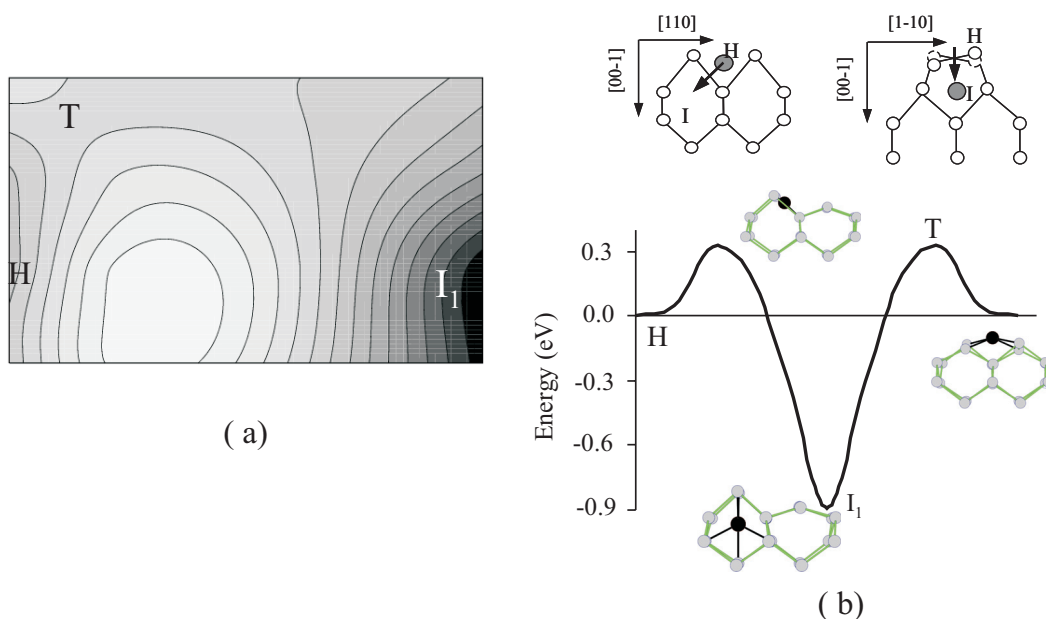 T
H
I1
( a)
[110]
[00-1]
H
I
[1-10]
[00-1]
H
I
Energy (eV)
0.3
0.0
-0.3
-0.6
-0.9
H
T
I1
( b)